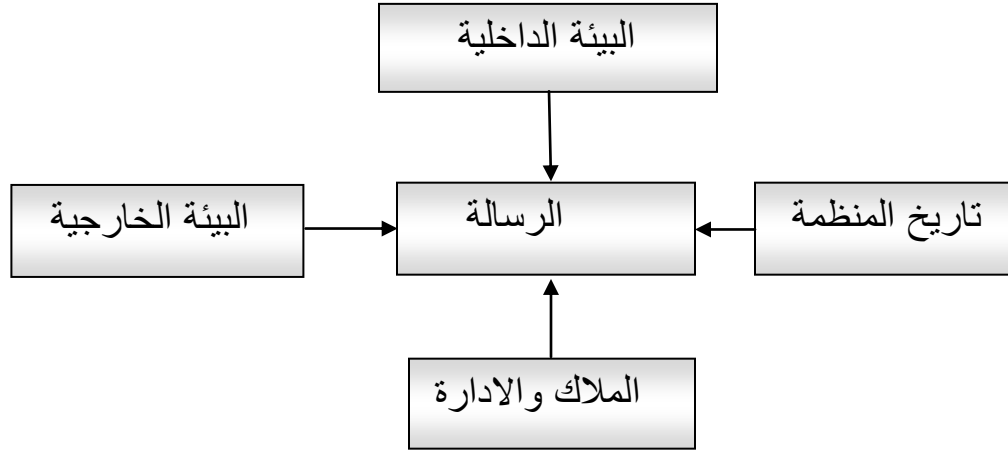 البيئة الداخلية
تاريخ المنظمة
الرسالة
البيئة الخارجية
الملاك والادارة